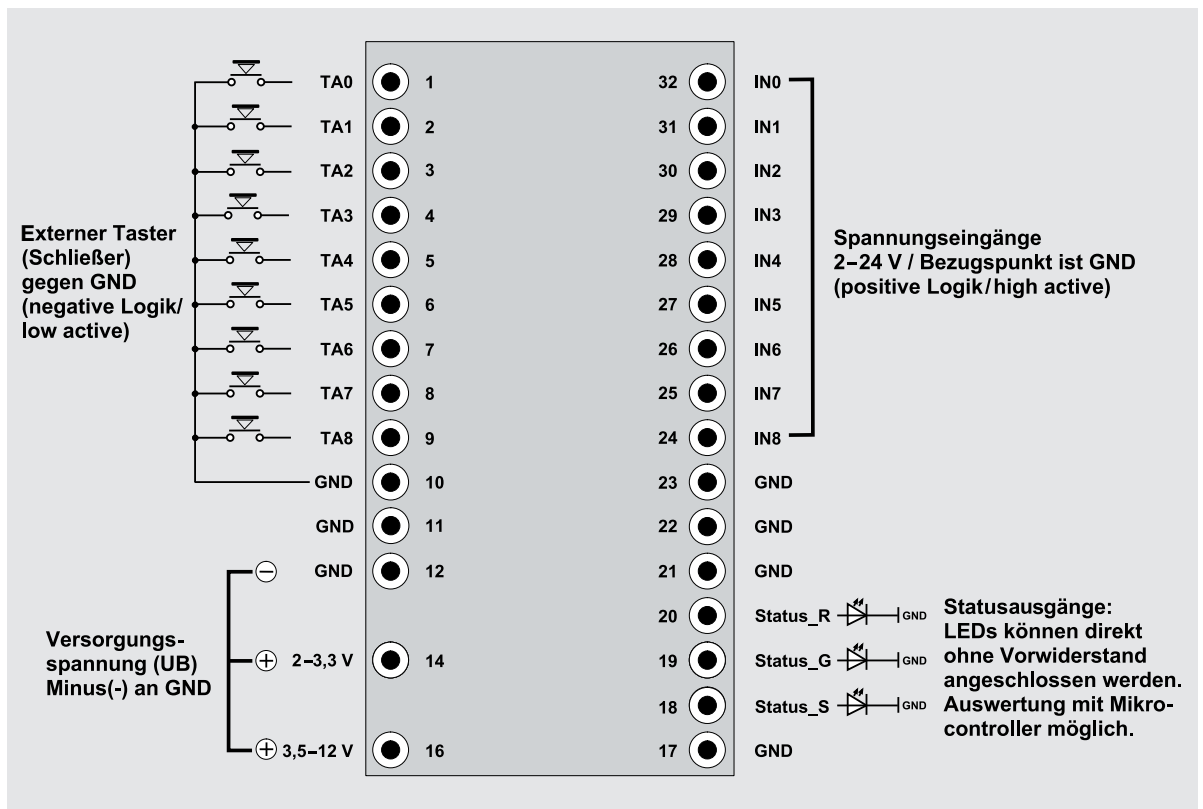 TA0 1 32 IN0
TA1 2 31 IN1
TA2 3 30 IN2
TA3 4 29 IN3
TA4 5 28 IN4
TA5 6 27 IN5
TA6 7 26 IN6
TA7 8 25 IN7
TA8 9 24 IN8
GND 10 23 GND
GND 11 22 GND
GND 12 21 GND
20 Status_R GND
2–3,3 V 14 19 Status_G GND
18 Status_S GND
3,5–12 V 16 17 GND
Externer Taster
(Schließer)
gegen GND
(negative Logik/
low active)
Spannungseingänge
2–24 V / Bezugspunkt ist GND
(positive Logik/high active)
Versorgungs-
spannung (UB)
Minus(-) an GND
Statusausgänge:
LEDs können direkt
ohne Vorwiderstand
angeschlossen werden.
Auswertung mit Mikro-
controller möglich.